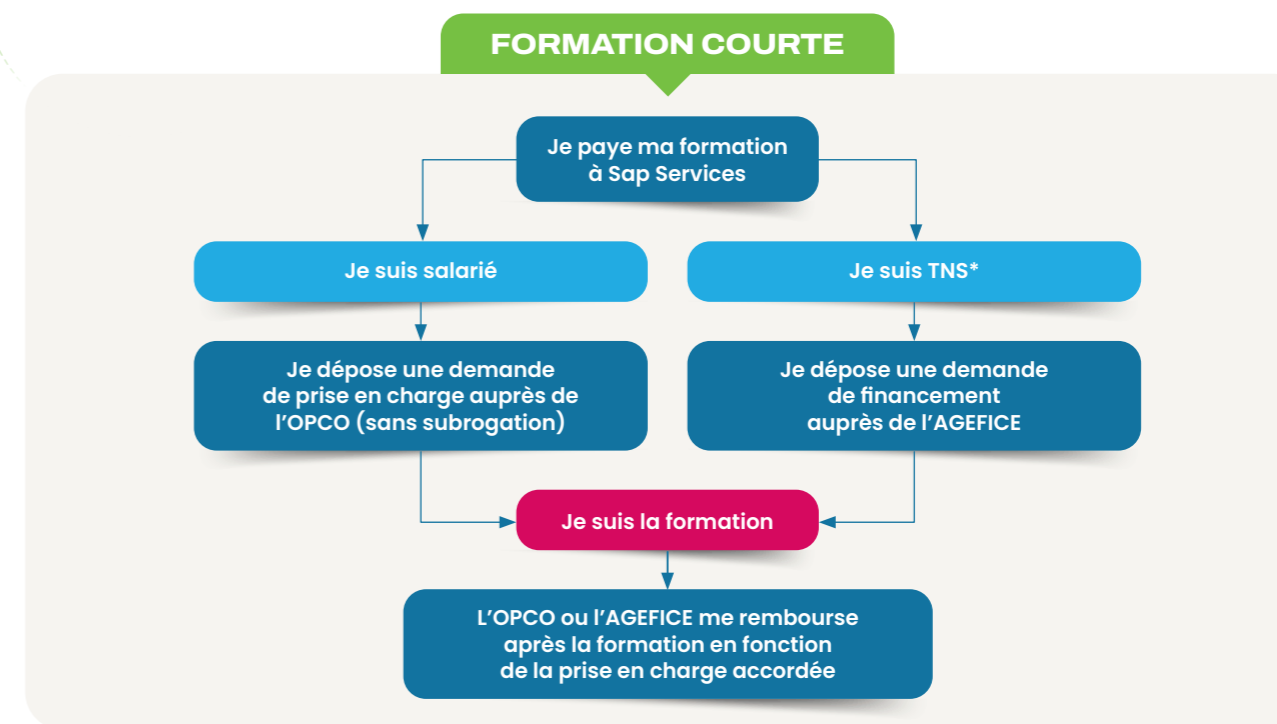 FORMATION COURTE
Je paye ma formation
à Sap Services
Je suis salarié
Je suis TNS*
Je dépose une demande
de prise en charge auprès de
l’OPCO (sans subrogation)
Je dépose une demande
de financement
auprès de l’AGEFICE
Je suis la formation
L’OPCO ou l’AGEFICE me rembourse
après la formation en fonction
de la prise en charge accordée